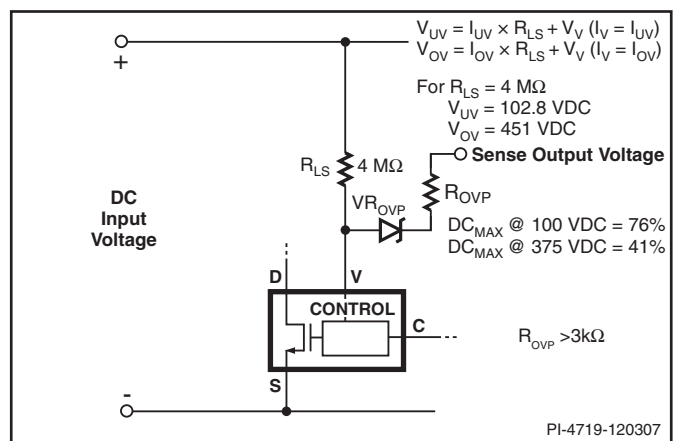 V_UV = I_UV × R_LS + V_V (I_V = I_UV)
V_OV = I_OV × R_LS + V_V (I_V = I_OV)
+
For R_LS = 4 MΩ
V_UV = 102.8 VDC
V_OV = 451 VDC
Sense Output Voltage
R_LS 4 MΩ
R_OVP
VR_OVP
DC
Input
Voltage
DC_MAX @ 100 VDC = 76%
DC_MAX @ 375 VDC = 41%
D V
CONTROL
C
R_OVP >3kΩ
S
-
PI-4719-120307